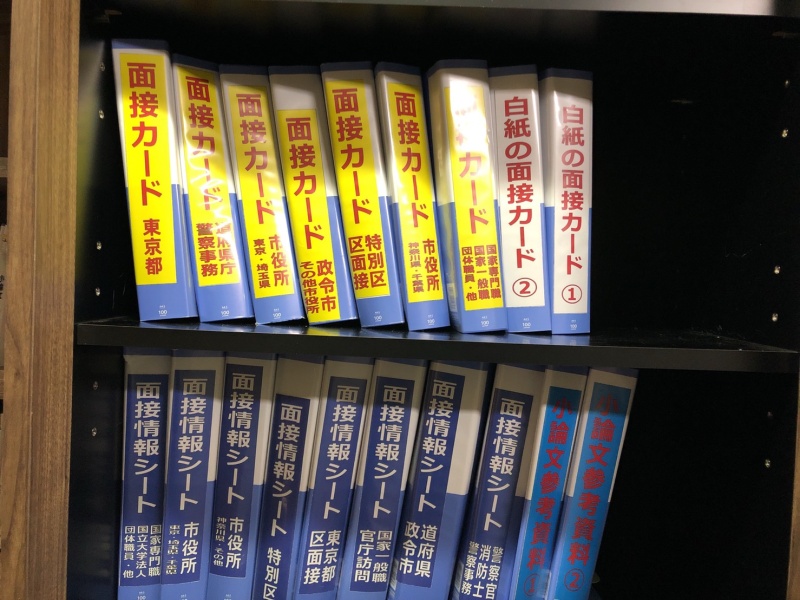 面接カード
東京都
面接カード
道府県庁
警察事務
面接カード
市役所
東京・埼玉県
面接カード
政令市
その他市役所
面接カード
特別区
区面接
面接カード
市役所
神奈川県・千葉県
カード
国家専門職
国家一般職
団体職員・他
白紙の面接カード
②
白紙の面接カード
①
面接情報シート
国家専門職
国立大学法人
団体職員・他
面接情報シート
市役所
東京・埼玉県・千葉県
面接情報シート
市役所
神奈川県・その他
面接情報シート
特別区
面接情報シート
東京都
区面接
面接情報シート
国家一般職
官庁訪問
面接情報シート
道府県
政令市
面接情報シート
警察官
消防士
警察事務
小論文参考資料
①
小論文参考資料
②